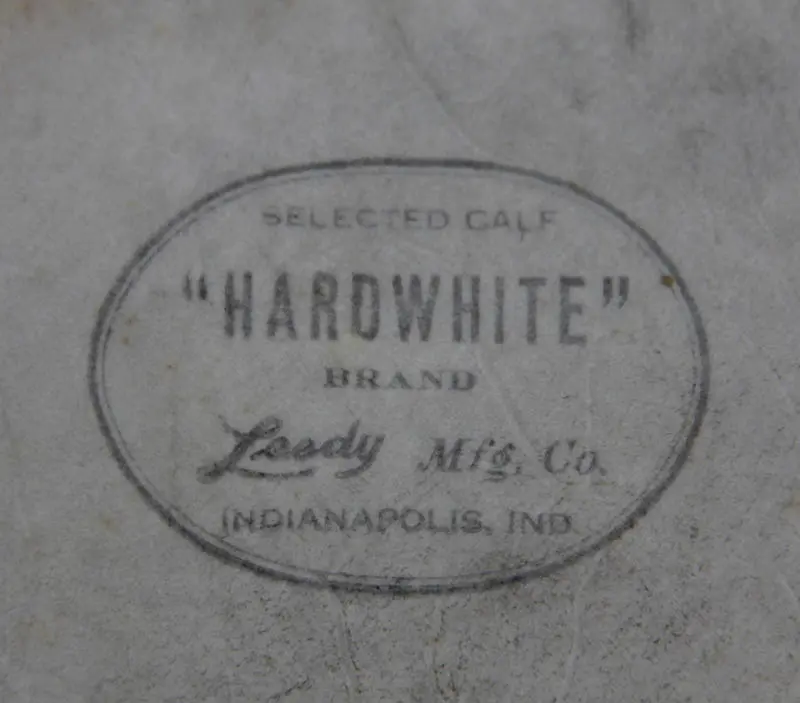 SELECTED CALF
"HARDWHITE"
BRAND
Leedy Mfg. Co.
INDIANAPOLIS, IND.